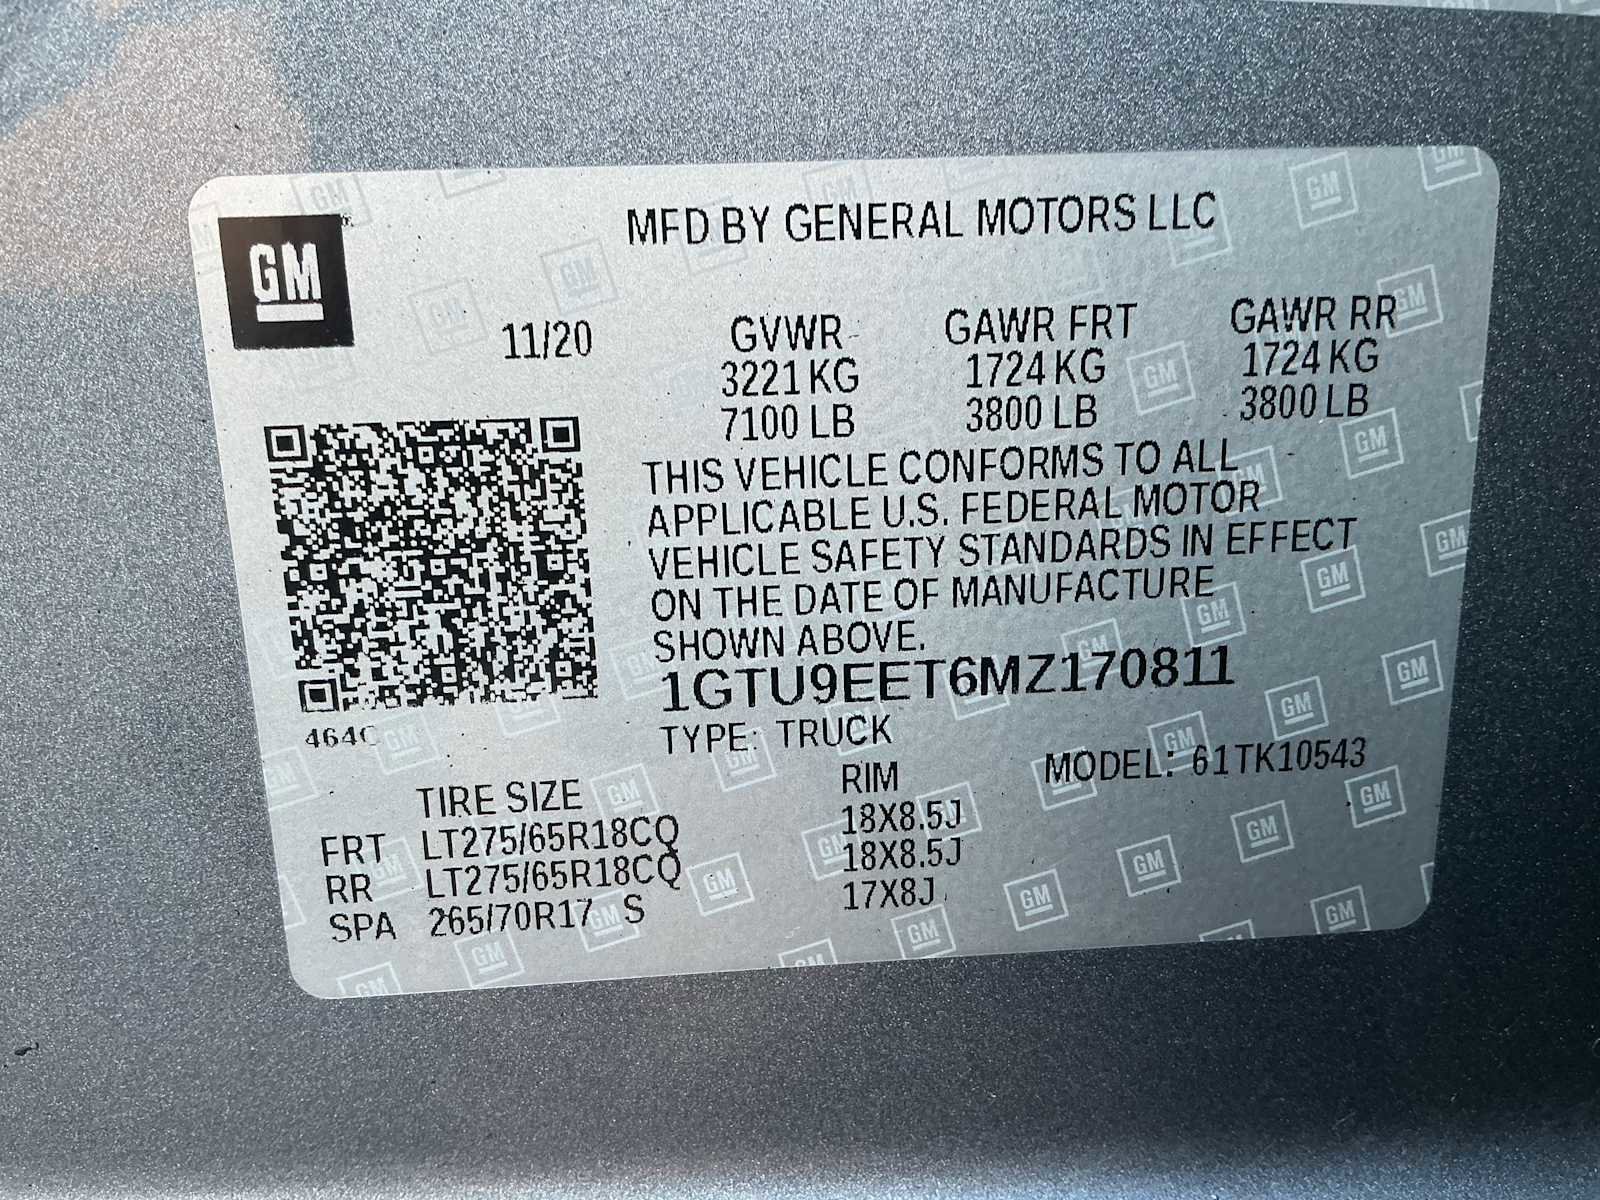 GM
MFD BY GENERAL MOTORS LLC
11/20 GVWR GAWR FRT GAWR RR
3221 KG 1724 KG 1724 KG
7100 LB 3800 LB 3800 LB
THIS VEHICLE CONFORMS TO ALL
APPLICABLE U.S. FEDERAL MOTOR
VEHICLE SAFETY STANDARDS IN EFFECT
ON THE DATE OF MANUFACTURE
SHOWN ABOVE.
1GTU9EET6MZ170811
TYPE: TRUCK
MODEL: 61TK10543
TIRE SIZE RIM
FRT LT275/65R18CQ 18X8.5J
RR LT275/65R18CQ 18X8.5J
SPA 265/70R17 S 17X8J